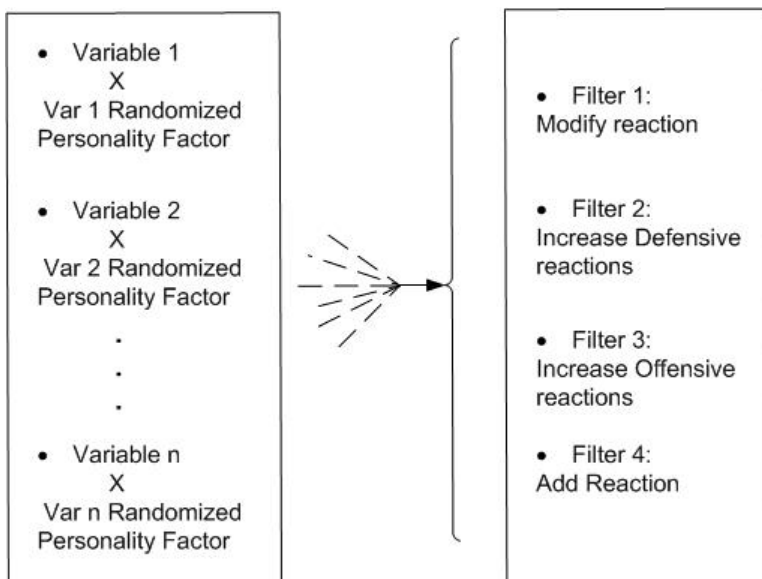 • Variable 1
X
Var 1 Randomized
Personality Factor
• Variable 2
X
Var 2 Randomized
Personality Factor
.
.
.
• Variable n
X
Var n Randomized
Personality Factor
• Filter 1:
Modify reaction
• Filter 2:
Increase Defensive
reactions
• Filter 3:
Increase Offensive
reactions
• Filter 4:
Add Reaction